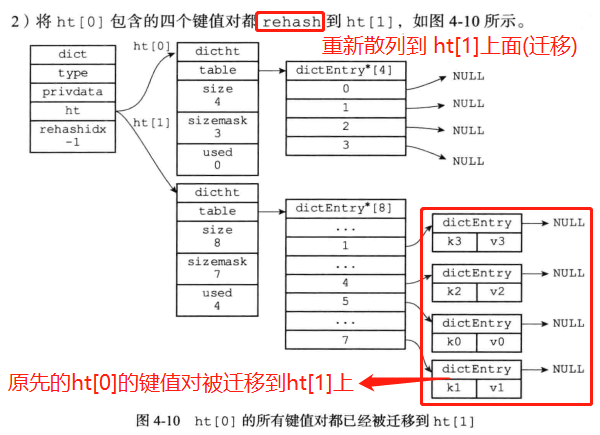 2）将 ht[0] 包含的四个键值对都 rehash 到 ht[1]，如图 4-10 所示。
重新散列到 ht[1]上面(迁移)
dict
type
privdata
ht
rehashidx
-1
ht[0]
ht[1]
dictht
table
size
4
sizemask
3
used
0
dictEntry*[4]
0
1
2
3
NULL
NULL
NULL
NULL
dictht
table
size
8
sizemask
7
used
4
dictEntry*[8]
...
1
...
4
5
...
7
dictEntry
k3 v3
NULL
dictEntry
k2 v2
NULL
dictEntry
k0 v0
NULL
dictEntry
k1 v1
NULL
原先的ht[0]的键值对被迁移到ht[1]上
图 4-10 ht[0] 的所有键值对都已经被迁移到 ht[1]